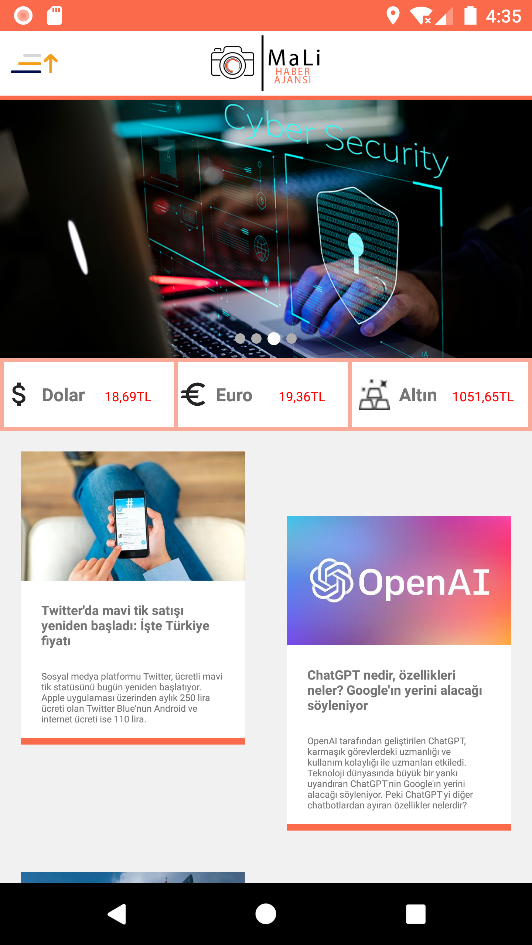 4:35
MaLi
HABER
AJANSI
Cyber Security
$ Dolar 18,69TL
€ Euro 19,36TL
Altın 1051,65TL
#
Twitter'da mavi tik satışı
yeniden başladı: İşte Türkiye
fiyatı
Sosyal medya platformu Twitter, ücretli mavi
tik statüsünü bugün yeniden başlatıyor.
Apple uygulaması üzerinden aylık 250 lira
ücreti olan Twitter Blue'nun Android ve
internet ücreti ise 110 lira.
OpenAI
ChatGPT nedir, özellikleri
neler? Google'ın yerini alacağı
söyleniyor
OpenAI tarafından geliştirilen ChatGPT,
karmaşık görevlerdeki uzmanlığı ve
kullanım kolaylığı ile uzmanları etkiledi.
Teknoloji dünyasında büyük bir yankı
uyandıran ChatGPT'nin Google'ın yerini
alacağı söyleniyor. Peki ChatGPT'yi diğer
chatbotlardan ayıran özellikler nelerdir?